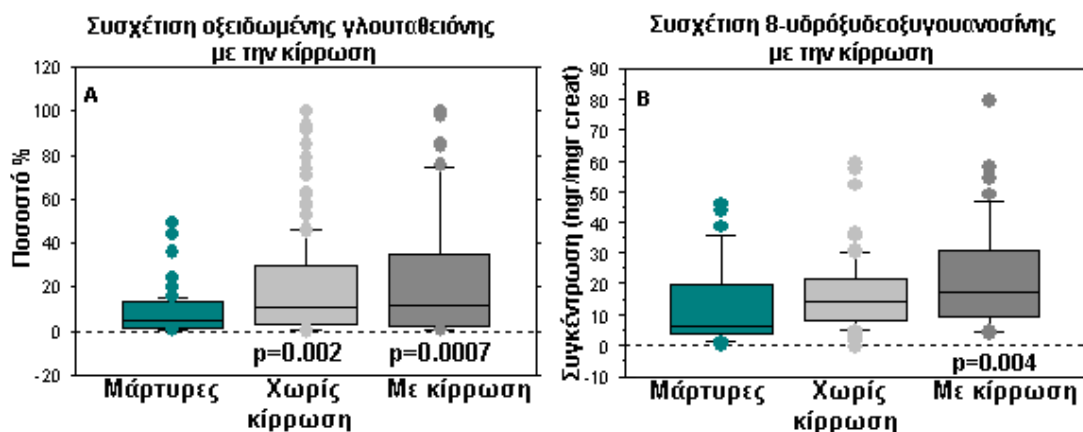 Συσχέτιση οξειδωμένης γλουταθειόνης
με την κίρρωση
A
Ποσοστό %
120
100
80
60
40
20
0
-20
p=0.002
p=0.0007
Μάρτυρες
Χωρίς
κίρρωση
Με κίρρωση
Συσχέτιση 8-υδρόξυδεοξυγουανοσίνης
με την κίρρωση
B
Συγκέντρωση (ngr/mgr creat)
90
80
70
60
50
40
30
20
10
0
-10
p=0.004
Μάρτυρες
Χωρίς
κίρρωση
Με κίρρωση